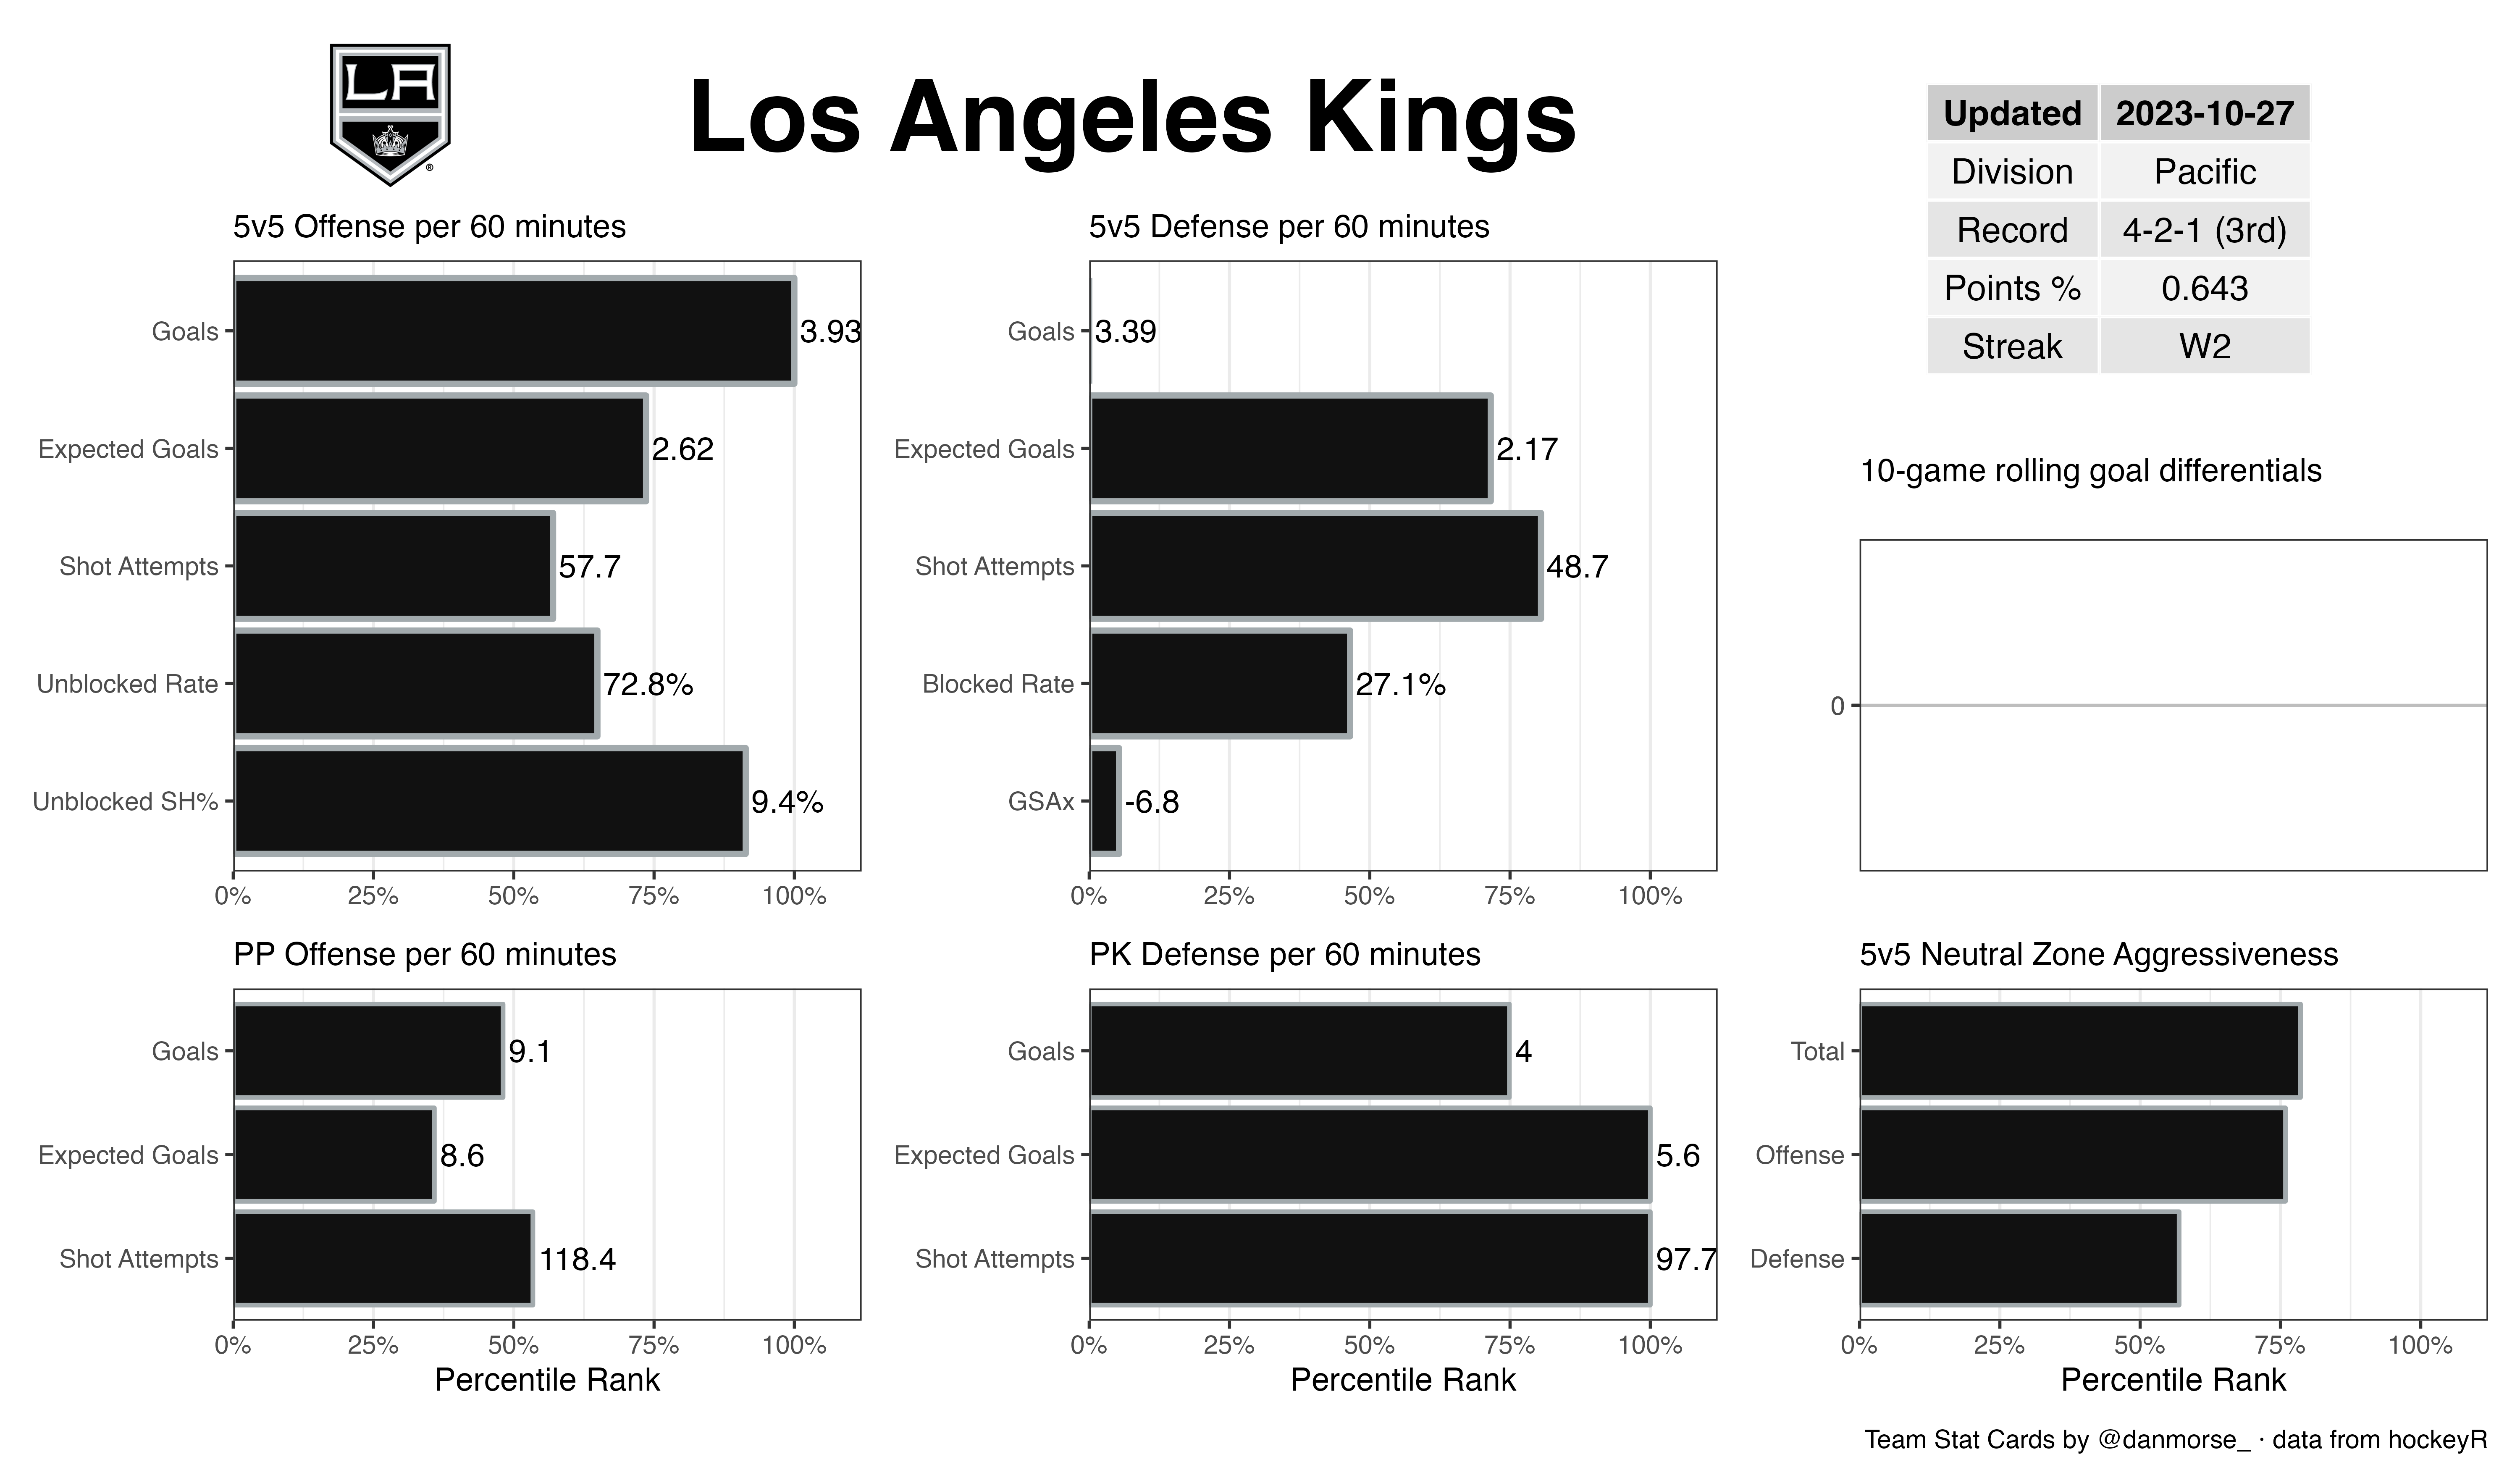 LA
®
Los Angeles Kings
Updated 2023-10-27
Division Pacific
Record 4-2-1 (3rd)
Points % 0.643
Streak W2
5v5 Offense per 60 minutes
Goals 3.93
Expected Goals 2.62
Shot Attempts 57.7
Unblocked Rate 72.8%
Unblocked SH% 9.4%
0% 25% 50% 75% 100%
5v5 Defense per 60 minutes
Goals 3.39
Expected Goals 2.17
Shot Attempts 48.7
Blocked Rate 27.1%
GSAx -6.8
0% 25% 50% 75% 100%
10-game rolling goal differentials
0
PP Offense per 60 minutes
Goals 9.1
Expected Goals 8.6
Shot Attempts 118.4
0% 25% 50% 75% 100%
Percentile Rank
PK Defense per 60 minutes
Goals 4
Expected Goals 5.6
Shot Attempts 97.7
0% 25% 50% 75% 100%
Percentile Rank
5v5 Neutral Zone Aggressiveness
Total
Offense
Defense
0% 25% 50% 75% 100%
Percentile Rank
Team Stat Cards by @danmorse_ · data from hockeyR